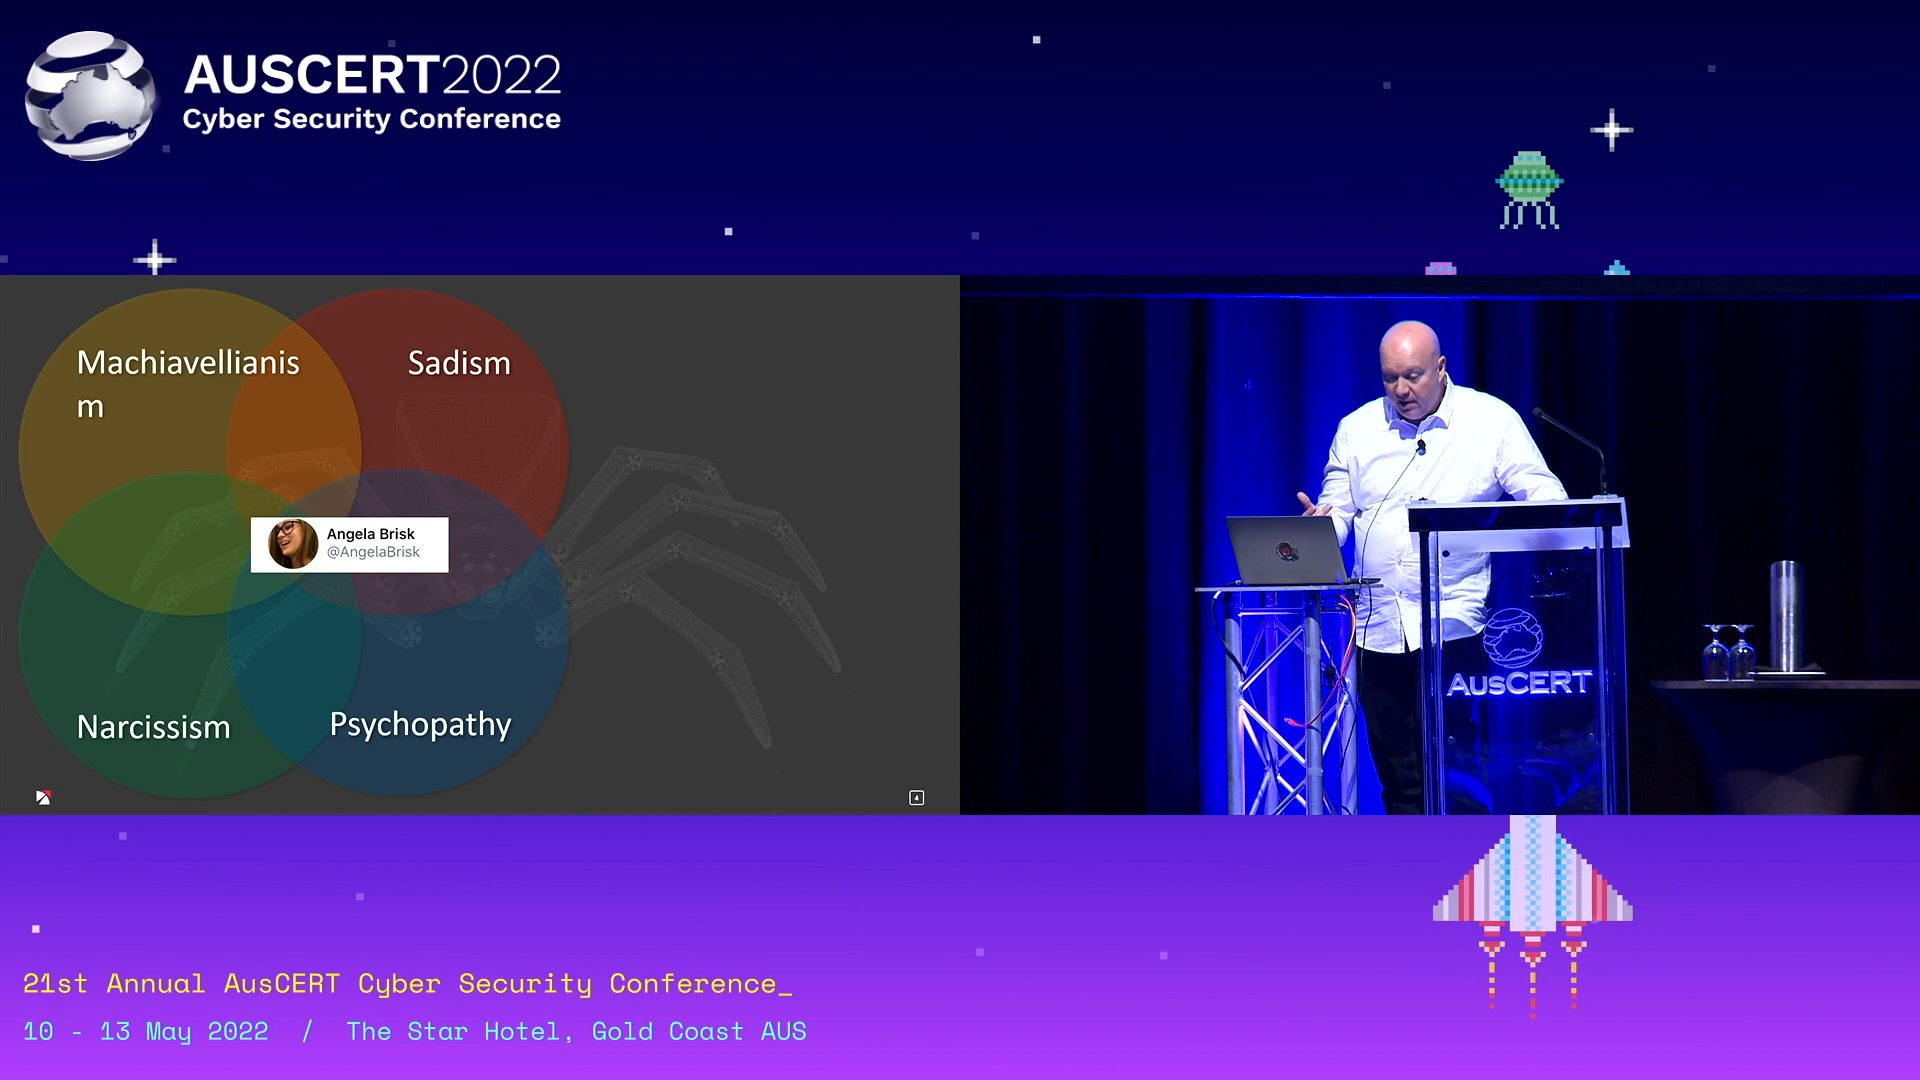 AUSCERT2022
Cyber Security Conference
Machiavellianis
m
Sadism
Angela Brisk
@AngelaBrisk
Narcissism
Psychopathy
4
AUSCERT
21st Annual AusCERT Cyber Security Conference_
10 - 13 May 2022 / The Star Hotel, Gold Coast AUS